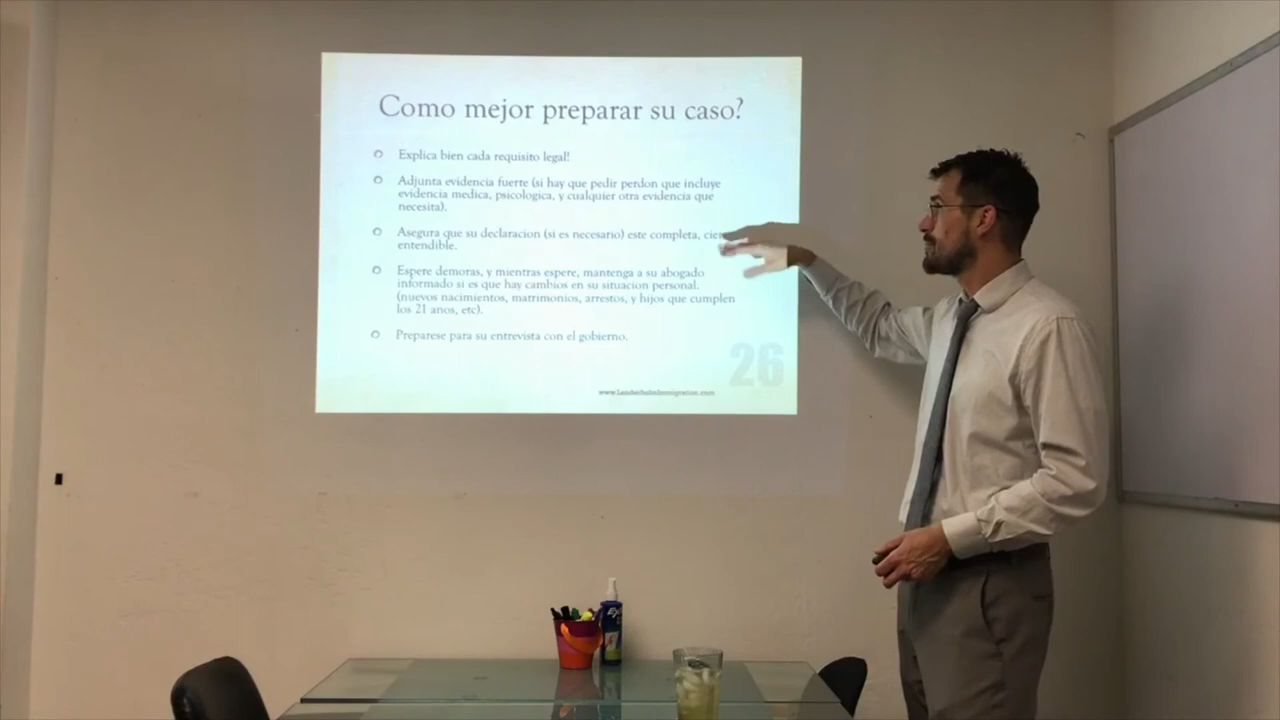 Como mejor preparar su caso?
Explica bien cada requisito legal!
Adjunta evidencia fuerte (si hay que pedir perdon que incluye
evidencia medica, psicologica, y cualquier otra evidencia que
necesita).
Asegura que su declaracion (si es necesario) este completa,
entendible.
Espere demoras, y mientras espere, mantenga a su abogado
informado si es que hay cambios en su situacion personal.
(nuevos nacimientos, matrimonios, arrestos, y hijos que cumplen
los 21 anos, etc).
Preparese para su entrevista con el gobierno.
26
www.LanderholmImmigration.com